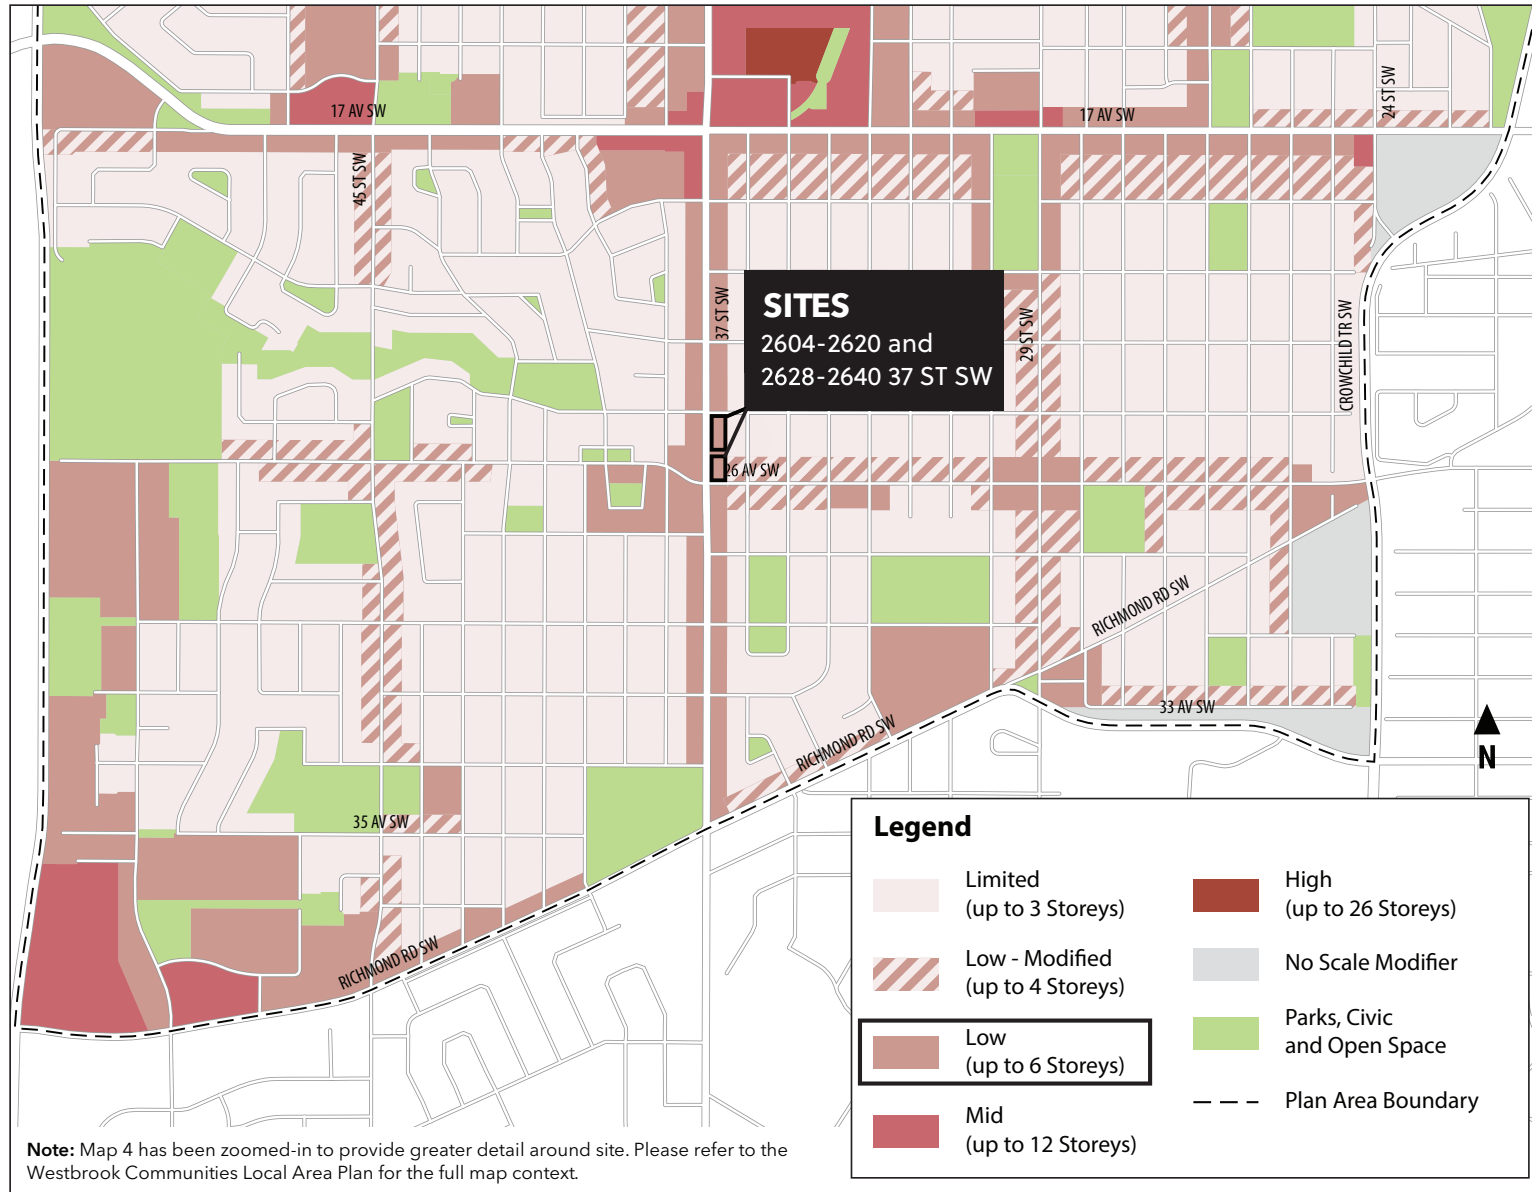 17 AV SW
17 AV SW
24 ST SW
45 ST SW
37 ST SW
SITES
2604-2620 and
2628-2640 37 ST SW
29 ST SW
CROWCHILD TR SW
26 AV SW
RICHMOND RD SW
33 AV SW
RICHMOND RD SW
N
35 AV SW
RICHMOND RD SW
Legend
Limited
(up to 3 Storeys)
Low - Modified
(up to 4 Storeys)
Low
(up to 6 Storeys)
Mid
(up to 12 Storeys)
High
(up to 26 Storeys)
No Scale Modifier
Parks, Civic
and Open Space
Plan Area Boundary
Note: Map 4 has been zoomed-in to provide greater detail around site. Please refer to the
Westbrook Communities Local Area Plan for the full map context.